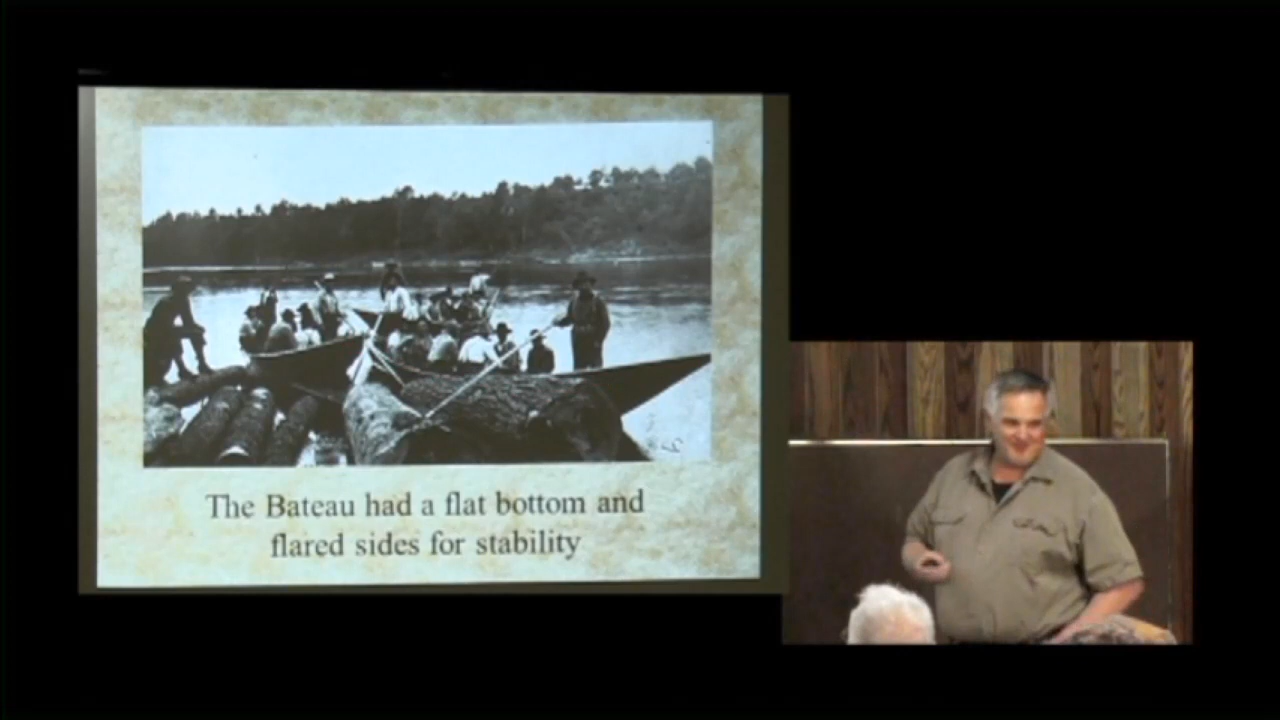 The Bateau had a flat bottom and
flared sides for stability